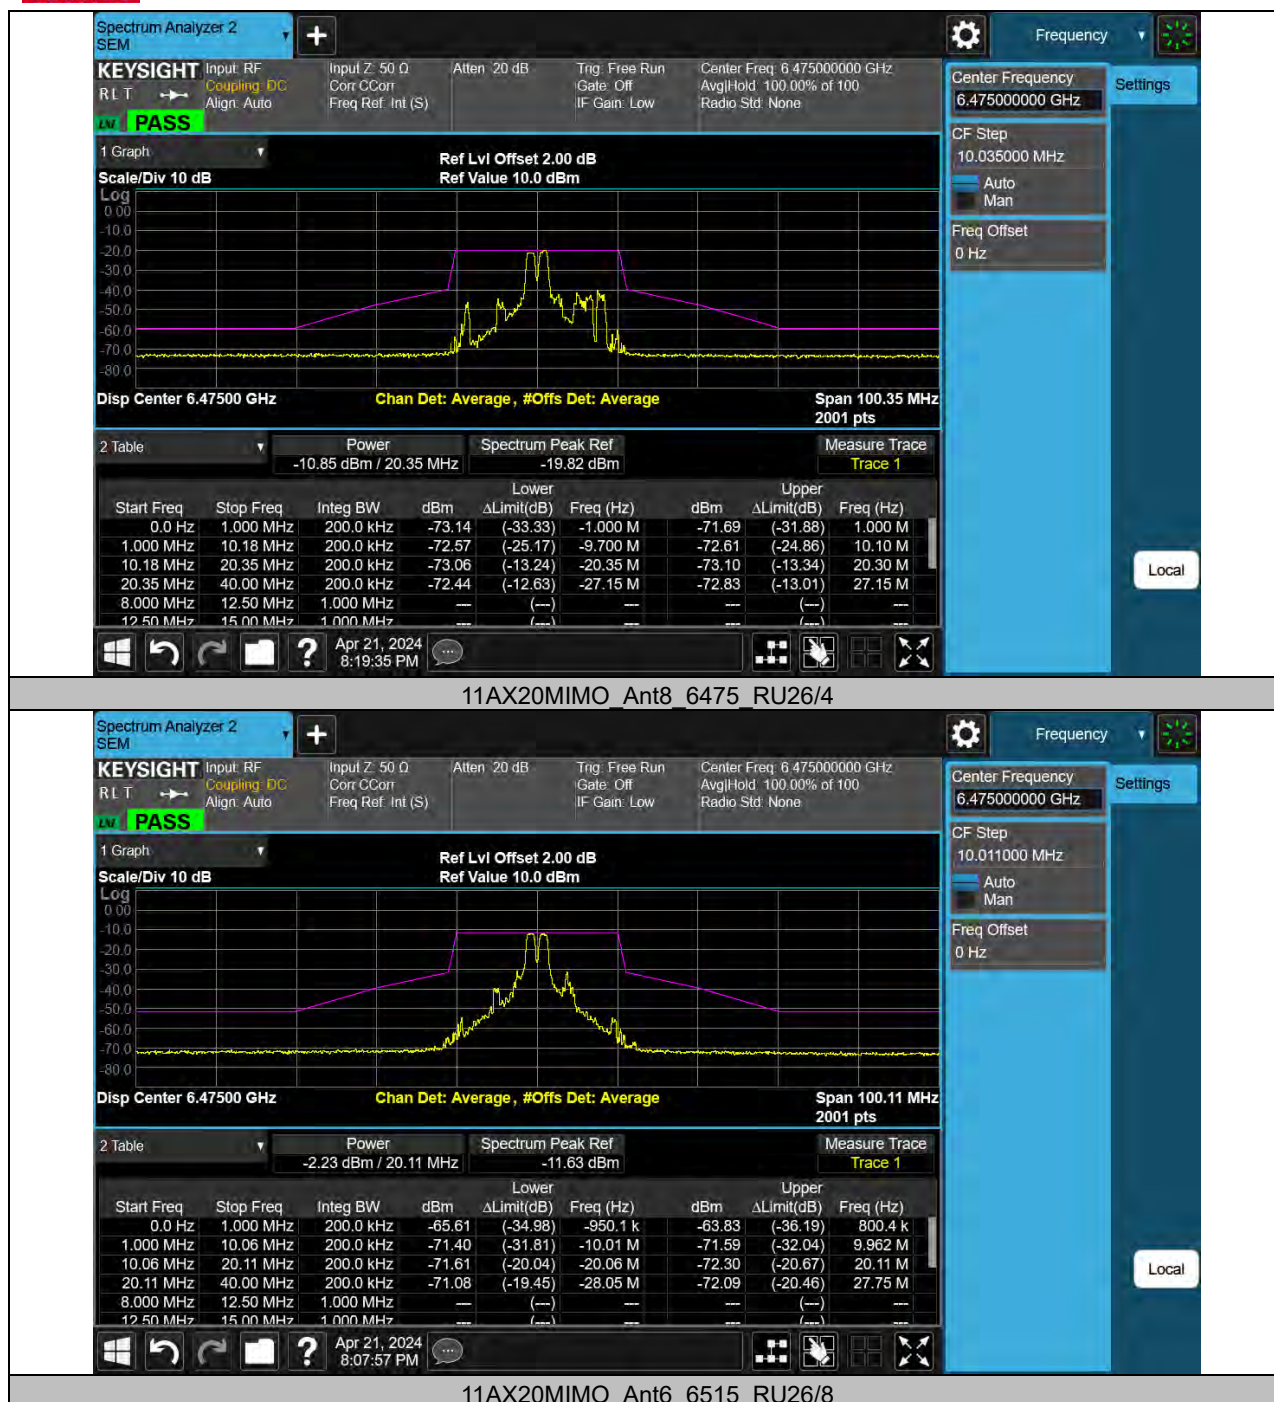 Spectrum Analyzer 2
SEM
Frequency
KEYSIGHT Input: RF Input Z: 50 Ω Atten: 20 dB Trig: Free Run Center Freq: 6.475000000 GHz
RLT Coupling: DC Corr CCorr Gate: Off Avg|Hold: 100.00% of 100
Align: Auto Freq Ref: Int (S) IF Gain: Low Radio Std: None
LNI PASS
Center Frequency
6.475000000 GHz
Settings
CF Step
10.035000 MHz
Auto
Man
Freq Offset
0 Hz
1 Graph
Ref Lvl Offset 2.00 dB
Scale/Div 10 dB Ref Value 10.0 dBm
Log
0.00
-10.0
-20.0
-30.0
-40.0
-50.0
-60.0
-70.0
-80.0
Disp Center 6.47500 GHz Chan Det: Average, #Offs Det: Average Span 100.35 MHz
2001 pts
2 Table Power Spectrum Peak Ref Measure Trace
-10.85 dBm / 20.35 MHz -19.82 dBm Trace 1
Lower Upper
Start Freq Stop Freq Integ BW dBm ΔLimit(dB) Freq (Hz) dBm ΔLimit(dB) Freq (Hz)
0.0 Hz 1.000 MHz 200.0 kHz -73.14 (-33.33) -1.000 M -71.69 (-31.88) 1.000 M
1.000 MHz 10.18 MHz 200.0 kHz -72.57 (-25.17) -9.700 M -72.61 (-24.86) 10.10 M
10.18 MHz 20.35 MHz 200.0 kHz -73.06 (-13.24) -20.35 M -73.10 (-13.34) 20.30 M
20.35 MHz 40.00 MHz 200.0 kHz -72.44 (-12.63) -27.15 M -72.83 (-13.01) 27.15 M
8.000 MHz 12.50 MHz 1.000 MHz --- (---) --- --- (---) ---
12.50 MHz 15.00 MHz 1.000 MHz --- (---) --- --- (---) ---
Local
? Apr 21, 2024
8:19:35 PM
11AX20MIMO_Ant8_6475_RU26/4
Spectrum Analyzer 2
SEM
Frequency
KEYSIGHT Input: RF Input Z: 50 Ω Atten: 20 dB Trig: Free Run Center Freq: 6.475000000 GHz
RLT Coupling: DC Corr CCorr Gate: Off Avg|Hold: 100.00% of 100
Align: Auto Freq Ref: Int (S) IF Gain: Low Radio Std: None
LNI PASS
Center Frequency
6.475000000 GHz
Settings
CF Step
10.011000 MHz
Auto
Man
Freq Offset
0 Hz
1 Graph
Ref Lvl Offset 2.00 dB
Scale/Div 10 dB Ref Value 10.0 dBm
Log
0.00
-10.0
-20.0
-30.0
-40.0
-50.0
-60.0
-70.0
-80.0
Disp Center 6.47500 GHz Chan Det: Average, #Offs Det: Average Span 100.11 MHz
2001 pts
2 Table Power Spectrum Peak Ref Measure Trace
-2.23 dBm / 20.11 MHz -11.63 dBm Trace 1
Lower Upper
Start Freq Stop Freq Integ BW dBm ΔLimit(dB) Freq (Hz) dBm ΔLimit(dB) Freq (Hz)
0.0 Hz 1.000 MHz 200.0 kHz -65.61 (-34.98) -950.1 k -63.83 (-36.19) 800.4 k
1.000 MHz 10.06 MHz 200.0 kHz -71.40 (-31.81) -10.01 M -71.59 (-32.04) 9.962 M
10.06 MHz 20.11 MHz 200.0 kHz -71.61 (-20.04) -20.06 M -72.30 (-20.67) 20.11 M
20.11 MHz 40.00 MHz 200.0 kHz -71.08 (-19.45) -28.05 M -72.09 (-20.46) 27.75 M
8.000 MHz 12.50 MHz 1.000 MHz --- (---) --- --- (---) ---
12.50 MHz 15.00 MHz 1.000 MHz --- (---) --- --- (---) ---
Local
? Apr 21, 2024
8:07:57 PM
11AX20MIMO_Ant6_6515_RU26/8